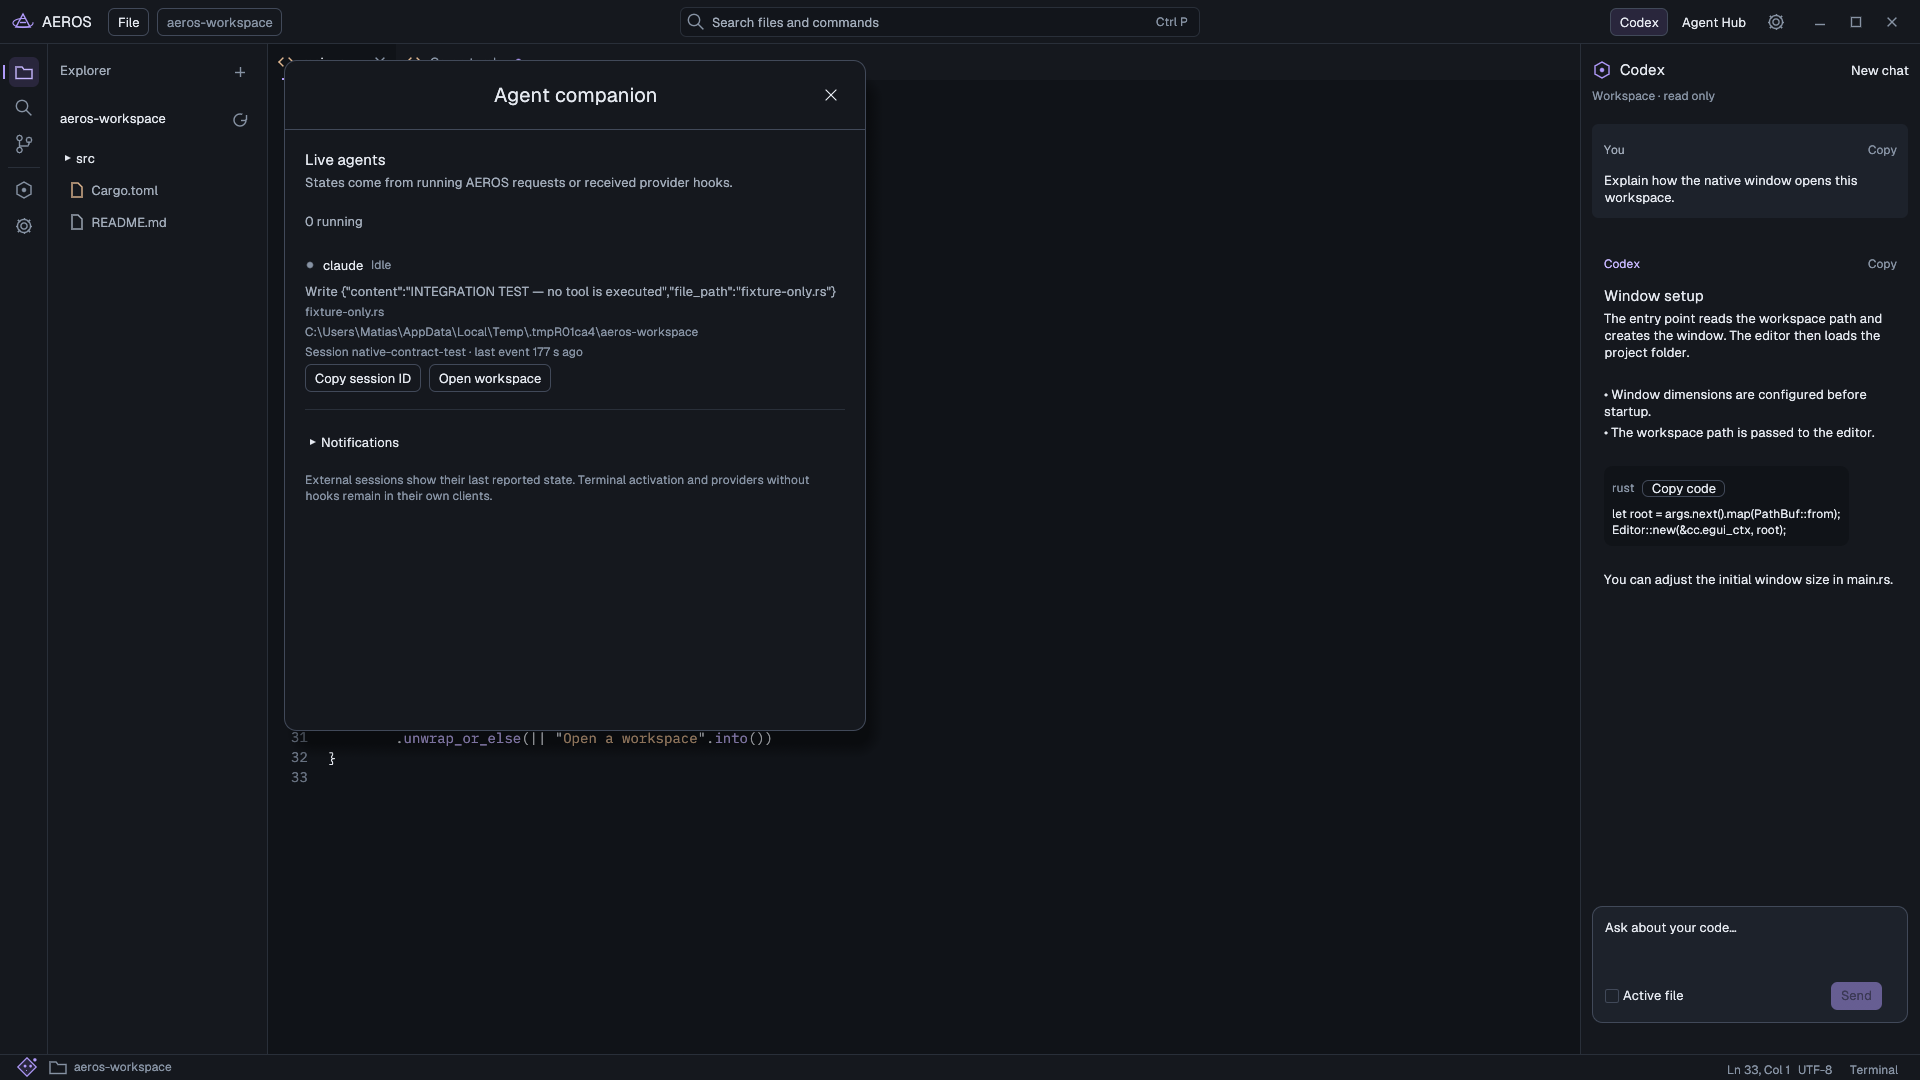 AEROS
File
aeros-workspace
Search files and commands
Ctrl P
Codex
Agent Hub
Explorer
aeros-workspace
src
Cargo.toml
README.md
Agent companion
Live agents
States come from running AEROS requests or received provider hooks.
0 running
claude Idle
Write {"content":"INTEGRATION TEST — no tool is executed","file_path":"fixture-only.rs"}
fixture-only.rs
C:\Users\Matias\AppData\Local\Temp\.tmpR01ca4\aeros-workspace
Session native-contract-test · last event 177 s ago
Copy session ID
Open workspace
Notifications
External sessions show their last reported state. Terminal activation and providers without
hooks remain in their own clients.
31 .unwrap_or_else(|| "Open a workspace".into())
32 }
33
Codex
New chat
Workspace · read only
You
Copy
Explain how the native window opens this
workspace.
Codex
Copy
Window setup
The entry point reads the workspace path and
creates the window. The editor then loads the
project folder.
• Window dimensions are configured before
startup.
• The workspace path is passed to the editor.
rust
Copy code
let root = args.next().map(PathBuf::from);
Editor::new(&cc.egui_ctx, root);
You can adjust the initial window size in main.rs.
Ask about your code…
Active file
Send
aeros-workspace
Ln 33, Col 1
UTF-8
Terminal